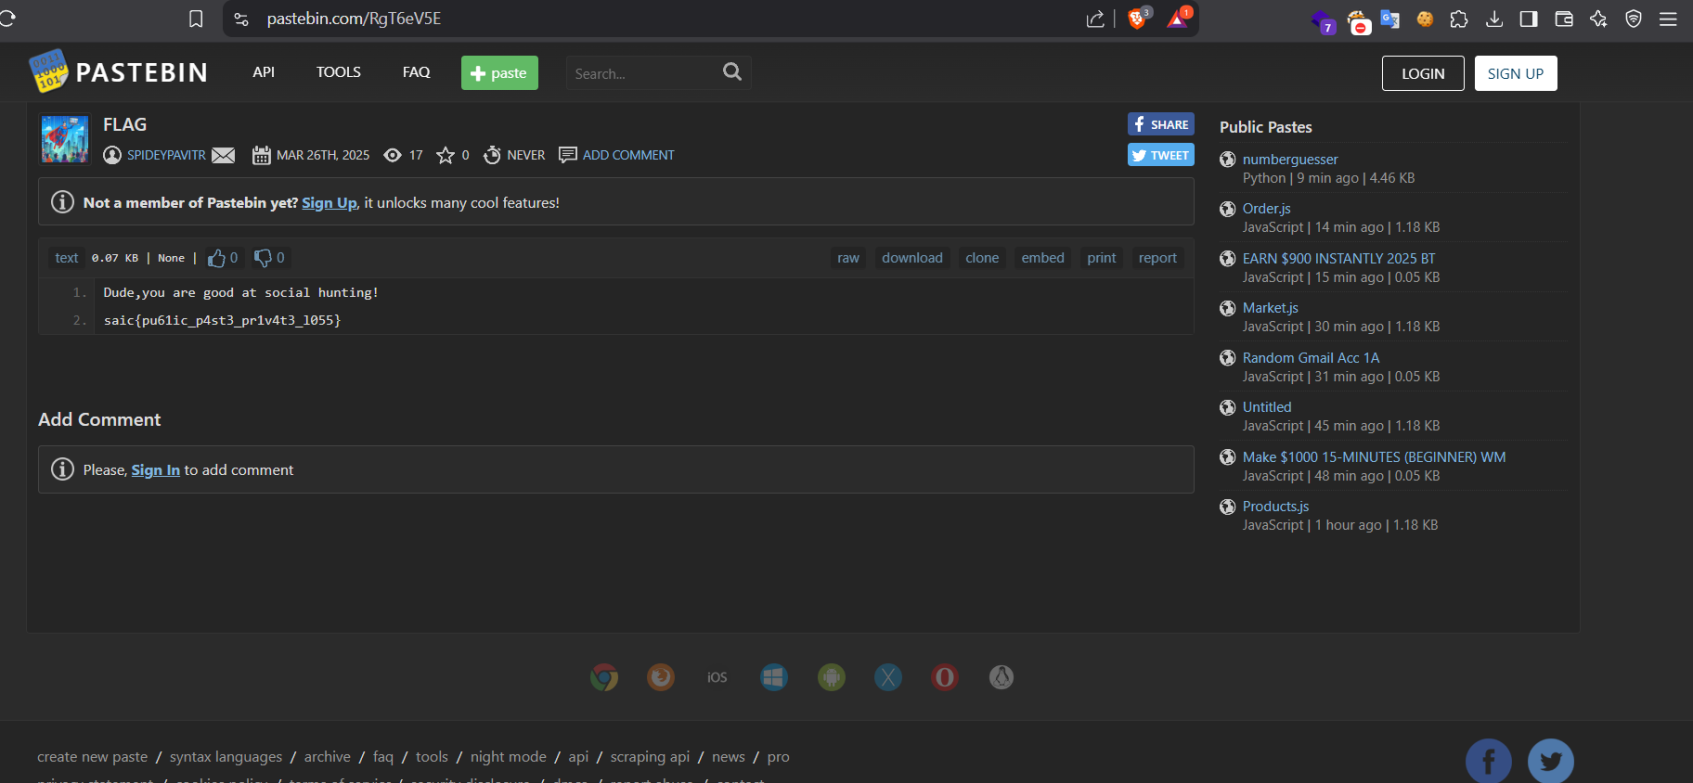 pastebin.com/RgT6eV5E
3
1
7
PASTEBIN
API
TOOLS
FAQ
paste
Search...
LOGIN
SIGN UP
FLAG
SPIDEYPAVITR
MAR 26TH, 2025
17
0
NEVER
ADD COMMENT
SHARE
TWEET
Not a member of Pastebin yet? Sign Up, it unlocks many cool features!
text 0.07 KB | None | 0 0
raw
download
clone
embed
print
report
1. Dude,you are good at social hunting!
2. saic{pu61ic_p4st3_pr1v4t3_l055}
Add Comment
Please, Sign In to add comment
Public Pastes
numberguesser
Python | 9 min ago | 4.46 KB
Order.js
JavaScript | 14 min ago | 1.18 KB
EARN $900 INSTANTLY 2025 BT
JavaScript | 15 min ago | 0.05 KB
Market.js
JavaScript | 30 min ago | 1.18 KB
Random Gmail Acc 1A
JavaScript | 31 min ago | 0.05 KB
Untitled
JavaScript | 45 min ago | 1.18 KB
Make $1000 15-MINUTES (BEGINNER) WM
JavaScript | 48 min ago | 0.05 KB
Products.js
JavaScript | 1 hour ago | 1.18 KB
iOS
create new paste / syntax languages / archive / faq / tools / night mode / api / scraping api / news / pro